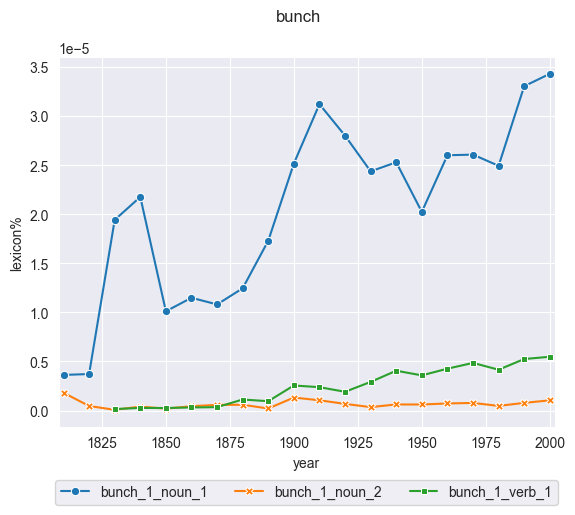 bunch
1e−5
3.5
3.0
2.5
2.0
1.5
1.0
0.5
0.0
lexicon%
1825 1850 1875 1900 1925 1950 1975 2000
year
bunch_1_noun_1 bunch_1_noun_2 bunch_1_verb_1